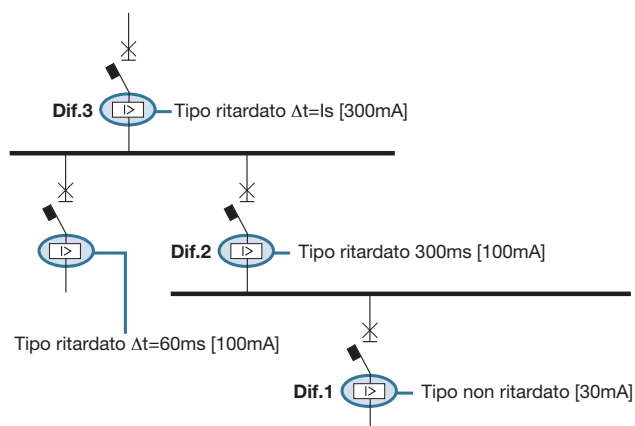 Dif.3 Tipo ritardato Δt=ls [300mA]
I>
I>
Dif.2 Tipo ritardato 300ms [100mA]
I>
Tipo ritardato Δt=60ms [100mA]
Dif.1 Tipo non ritardato [30mA]
I>